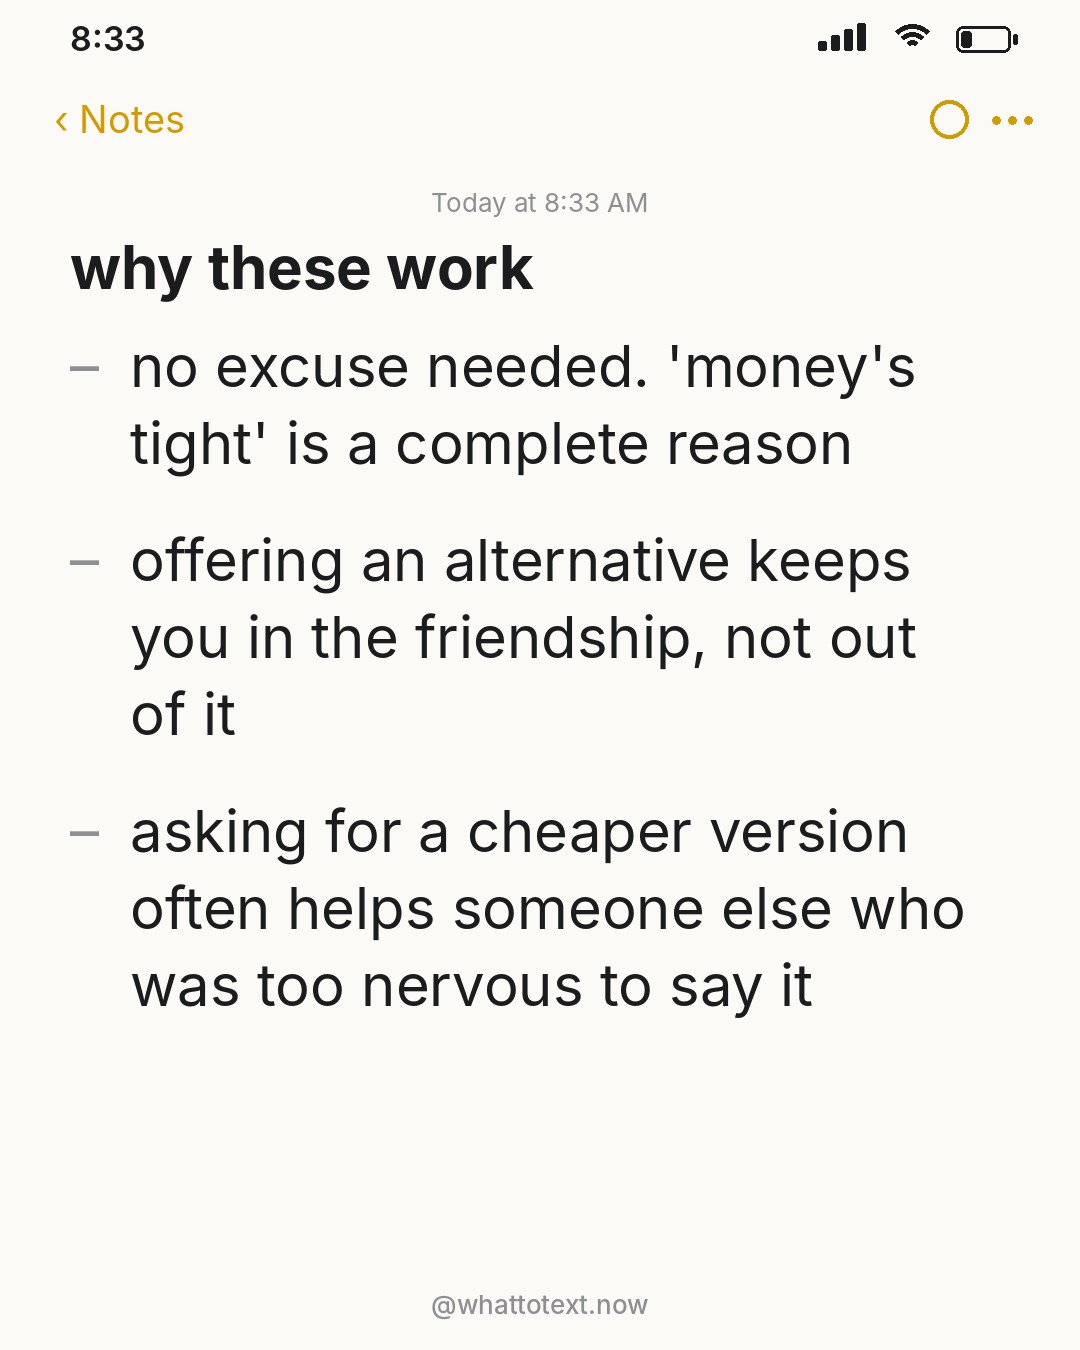 8:33
‹ Notes
Today at 8:33 AM
why these work
– no excuse needed. 'money's
tight' is a complete reason
– offering an alternative keeps
you in the friendship, not out
of it
– asking for a cheaper version
often helps someone else who
was too nervous to say it
@whattotext.now